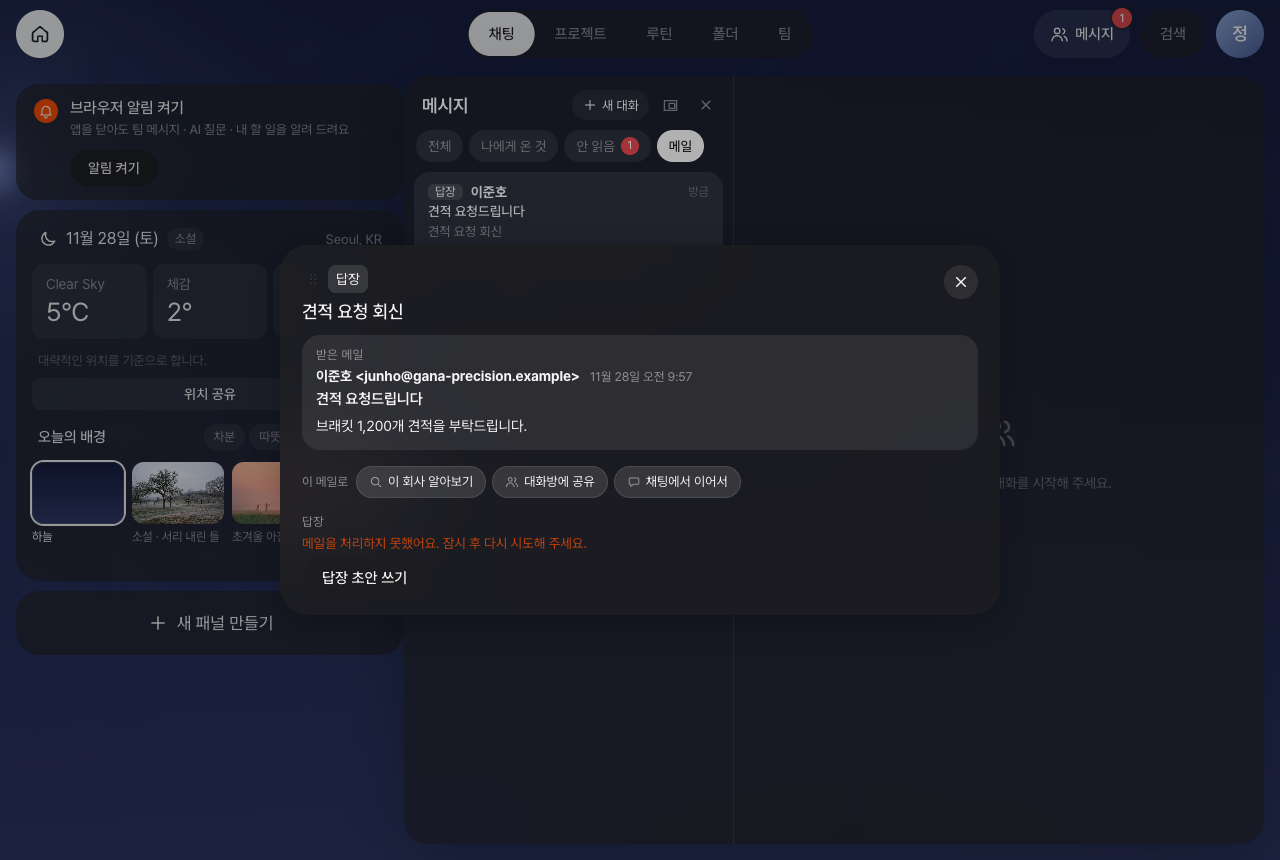 채팅
프로젝트
루틴
폴더
팀
메시지
1
검색
정
브라우저 알림 켜기
앱을 닫아도 팀 메시지 · AI 질문 · 내 할 일을 알려 드려요
알림 켜기
11월 28일 (토) 소설
Seoul, KR
Clear Sky
5°C
체감
2°
대략적인 위치를 기준으로 합니다.
위치 공유
오늘의 배경
차분
하늘
소설 · 서리 내린 들
초겨울
새 패널 만들기
메시지
새 대화
전체
나에게 온 것
안 읽음 1
메일
답장 이준호 방금
견적 요청드립니다
견적 요청 회신
답장
견적 요청 회신
받은 메일
이준호 <junho@gana-precision.example> 11월 28일 오전 9:57
견적 요청드립니다
브래킷 1,200개 견적을 부탁드립니다.
이 메일로
이 회사 알아보기
대화방에 공유
채팅에서 이어서
답장
메일을 처리하지 못했어요. 잠시 후 다시 시도해 주세요.
답장 초안 쓰기
시작해 주세요.